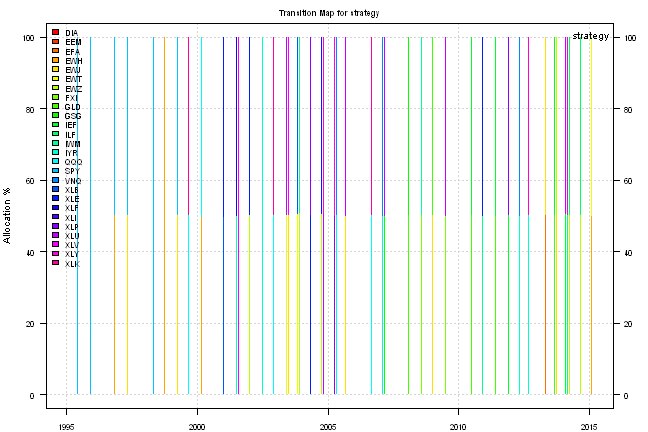 Transition Map for strategy
strategy
Allocation %
100
80
60
40
20
0
DIA
EEM
EFA
EWH
EWJ
EWT
EWZ
FXI
GLD
GSG
IEF
ILF
IWM
IYR
QQQ
SPY
VNQ
XLB
XLE
XLF
XLI
XLP
XLU
XLV
XLY
XLK
100
80
60
40
20
0
1995
2000
2005
2010
2015